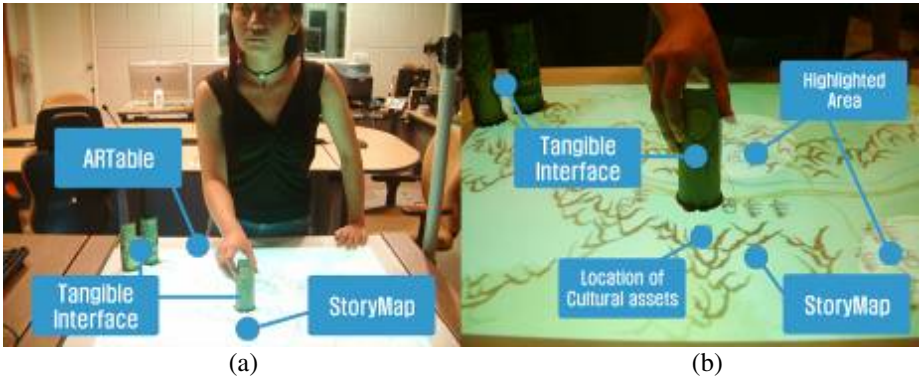 ARTable
Tangible
Interface
StoryMap
(a)
Highlighted
Area
Tangible
Interface
Location of
Cultural assets
StoryMap
(b)